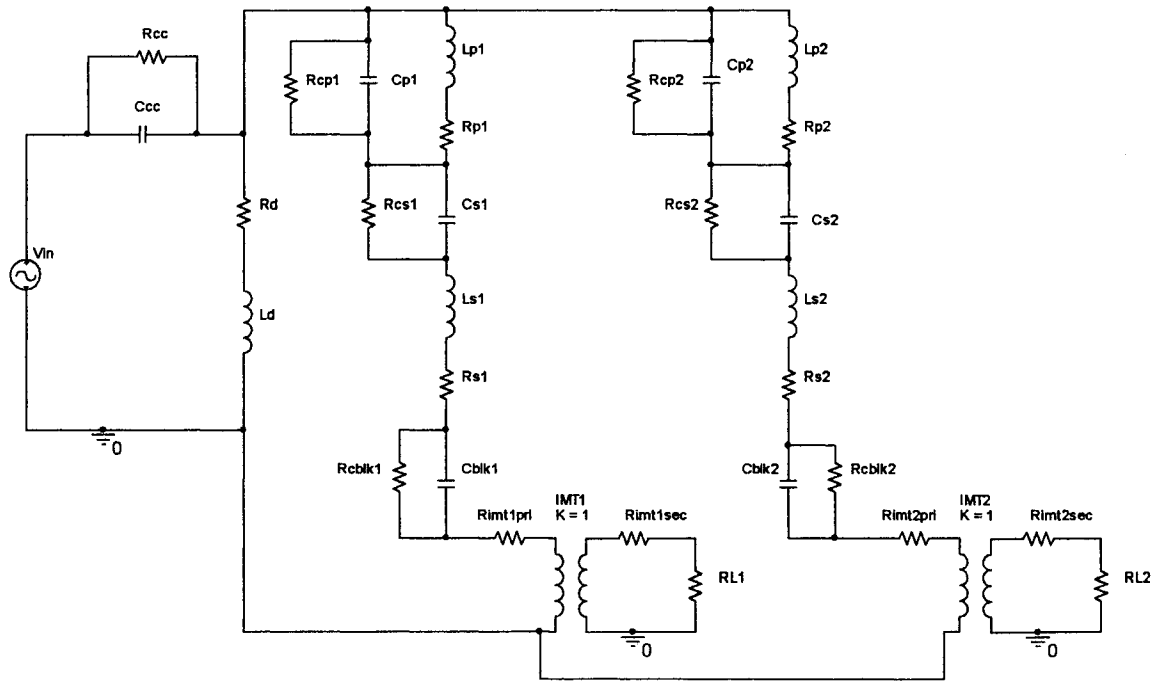 Rcc
Ccc
Vin
0
Rd
Ld
Rcp1
Cp1
Lp1
Rp1
Rcs1
Cs1
Ls1
Rs1
Rcblk1
Cblk1
Rimt1pri
IMT1
K = 1
Rimt1sec
RL1
0
Rcp2
Cp2
Lp2
Rp2
Rcs2
Cs2
Ls2
Rs2
Cblk2
Rcblk2
Rimt2pri
IMT2
K = 1
Rimt2sec
RL2
0